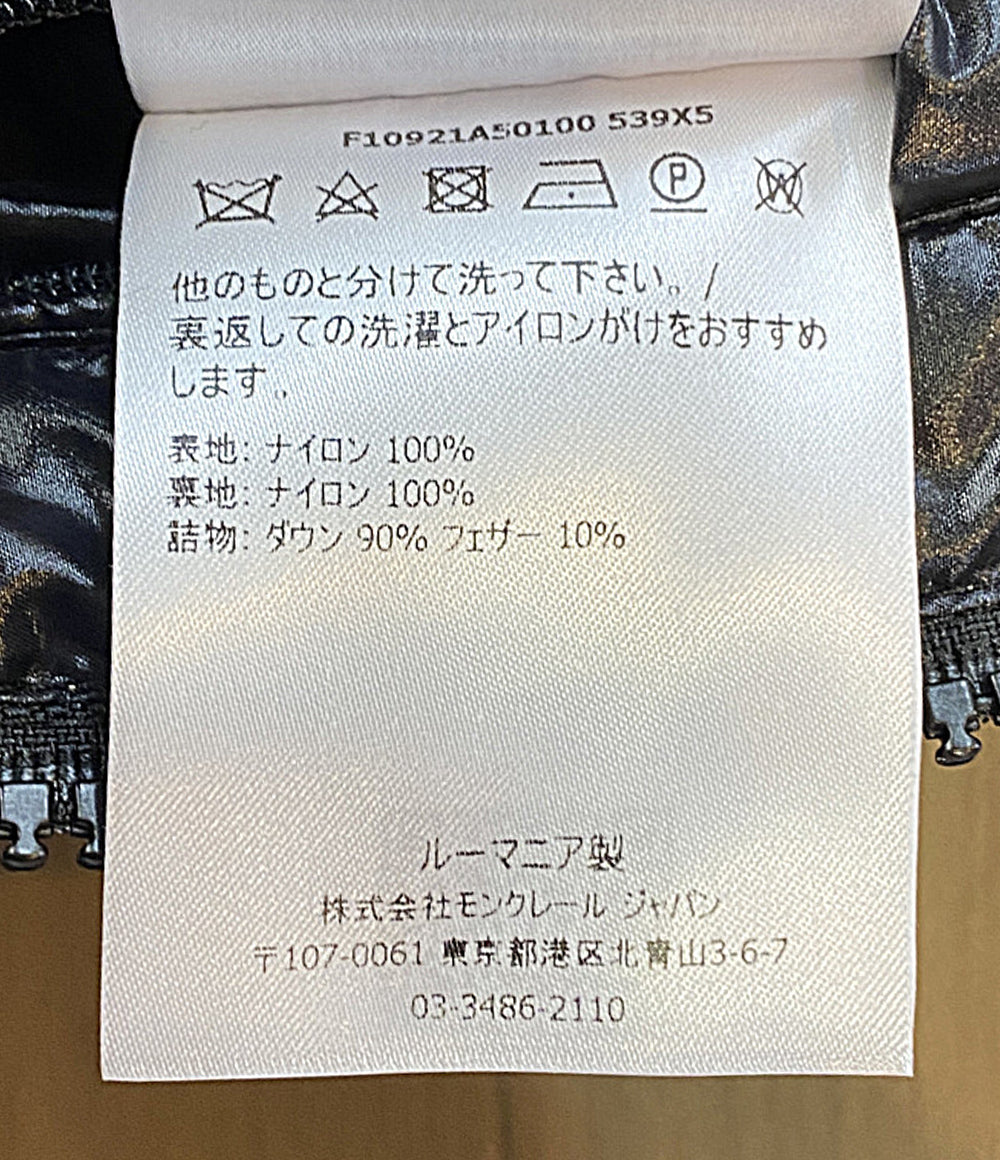 F10921A50100 539X5
P W
他のものと分けて洗って下さい。/
裏返しての洗濯とアイロンがけをおすすめ
します。
表地: ナイロン 100%
裏地: ナイロン 100%
詰物: ダウン 90% フェザー 10%
ルーマニア製
株式会社モンクレール ジャパン
〒107-0061 東京都港区北青山3-6-7
03-3486-2110